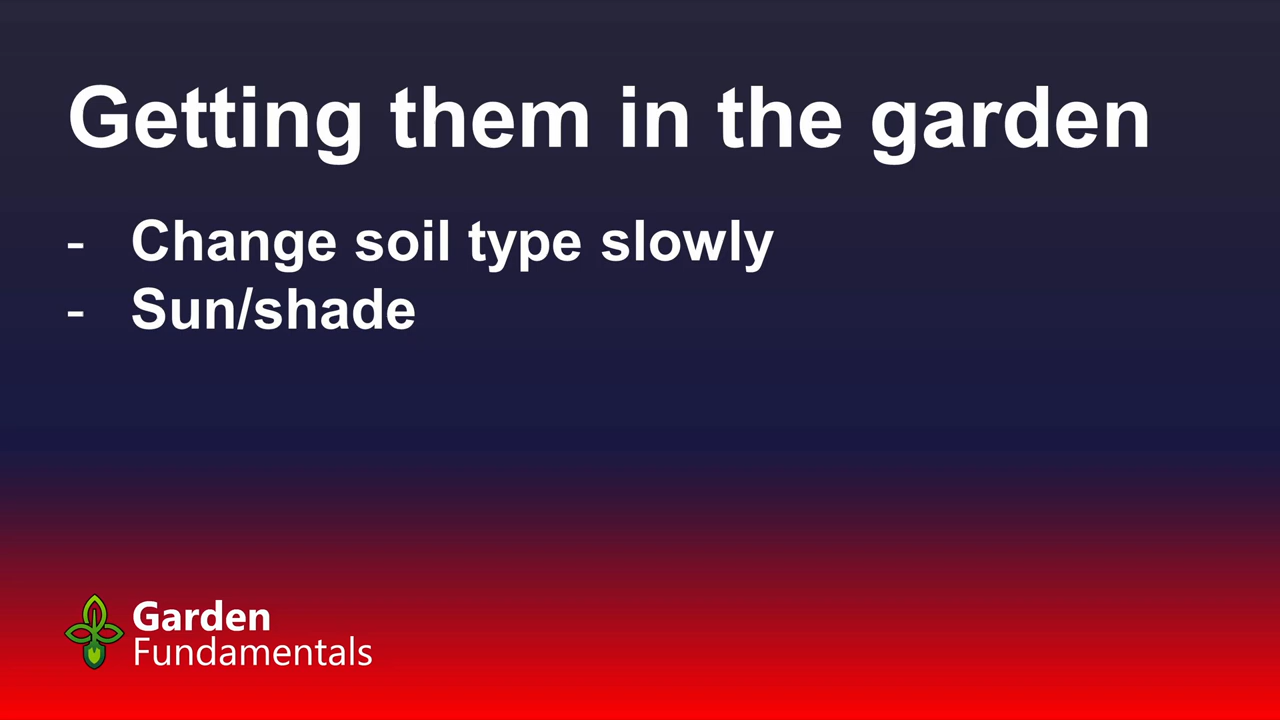 Getting them in the garden
- Change soil type slowly
- Sun/shade
Garden
Fundamentals